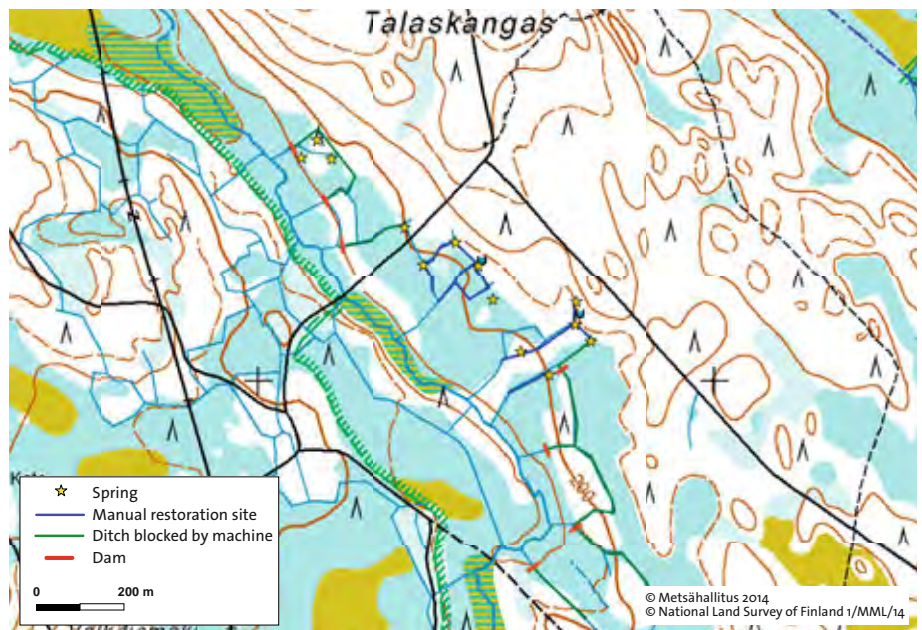 Talaskangas
200
Spring
Manual restoration site
Ditch blocked by machine
Dam
0 200 m
© Metsähallitus 2014
© National Land Survey of Finland 1/MML/14